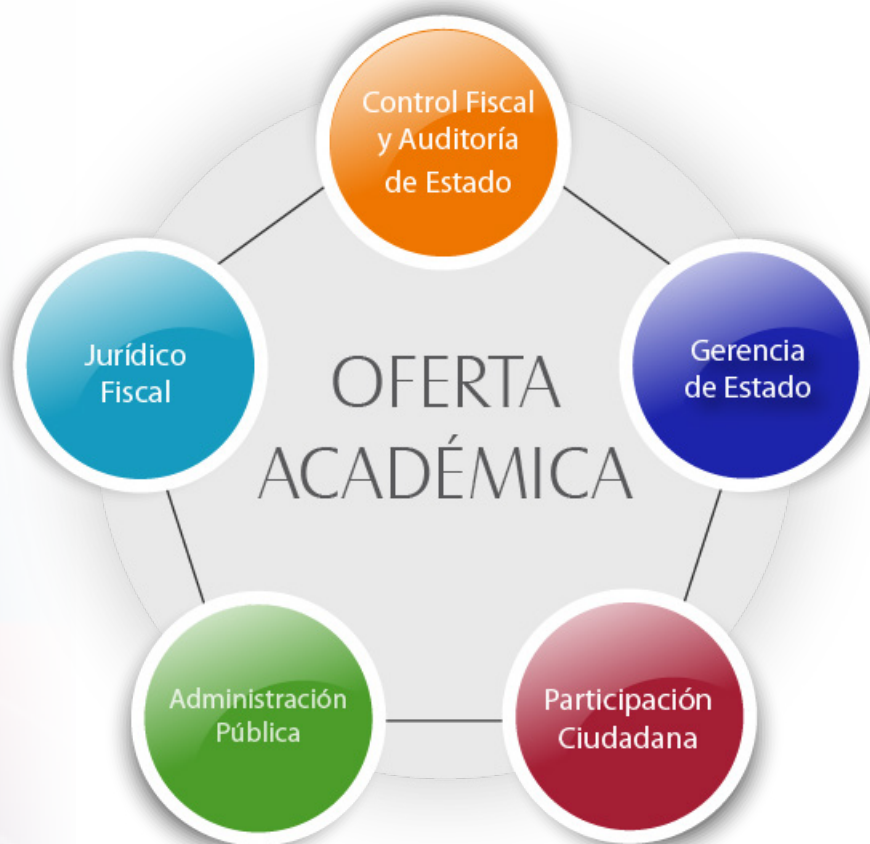 Control Fiscal
y Auditoría
de Estado
Jurídico
Fiscal
Gerencia
de Estado
OFERTA
ACADÉMICA
Administración
Pública
Participación
Ciudadana